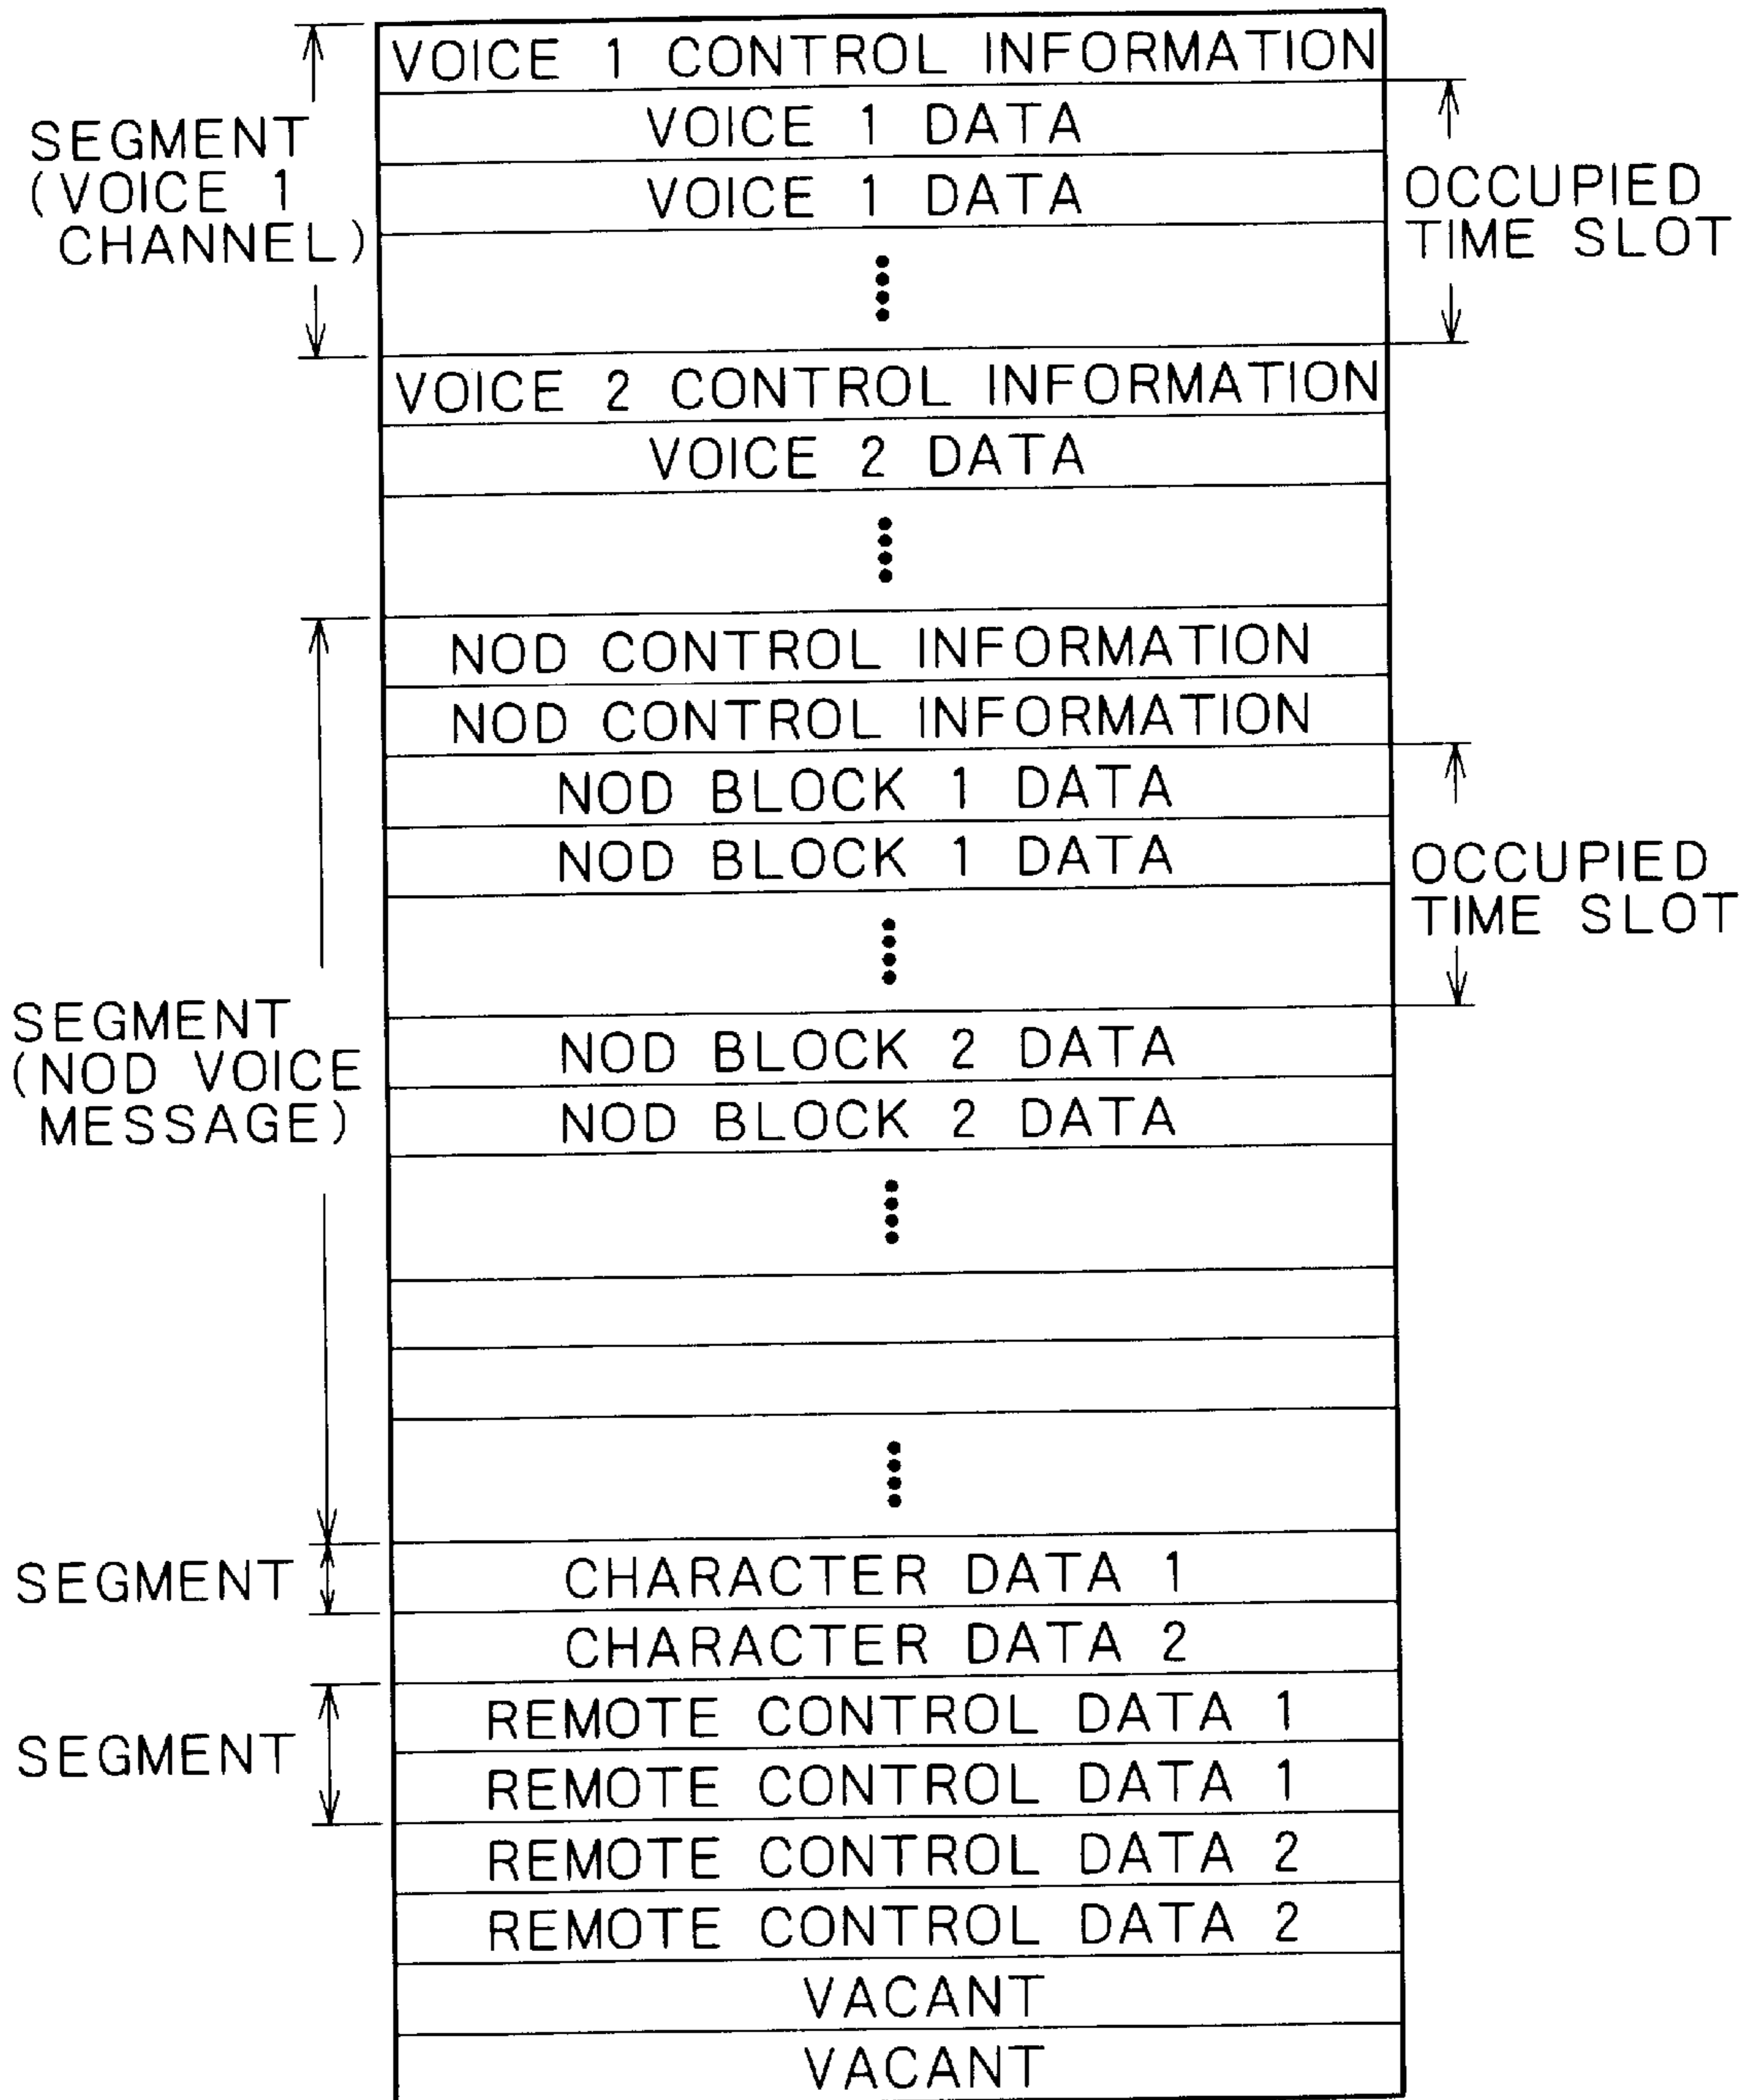 VOICE 1 CONTROL INFORMATION
VOICE 1 DATA
VOICE 1 DATA
SEGMENT
(VOICE 1
CHANNEL)
OCCUPIED
TIME SLOT
VOICE 2 CONTROL INFORMATION
VOICE 2 DATA
NOD CONTROL INFORMATION
NOD CONTROL INFORMATION
NOD BLOCK 1 DATA
NOD BLOCK 1 DATA
OCCUPIED
TIME SLOT
SEGMENT
(NOD VOICE
MESSAGE)
NOD BLOCK 2 DATA
NOD BLOCK 2 DATA
SEGMENT
CHARACTER DATA 1
CHARACTER DATA 2
SEGMENT
REMOTE CONTROL DATA 1
REMOTE CONTROL DATA 1
REMOTE CONTROL DATA 2
REMOTE CONTROL DATA 2
VACANT
VACANT